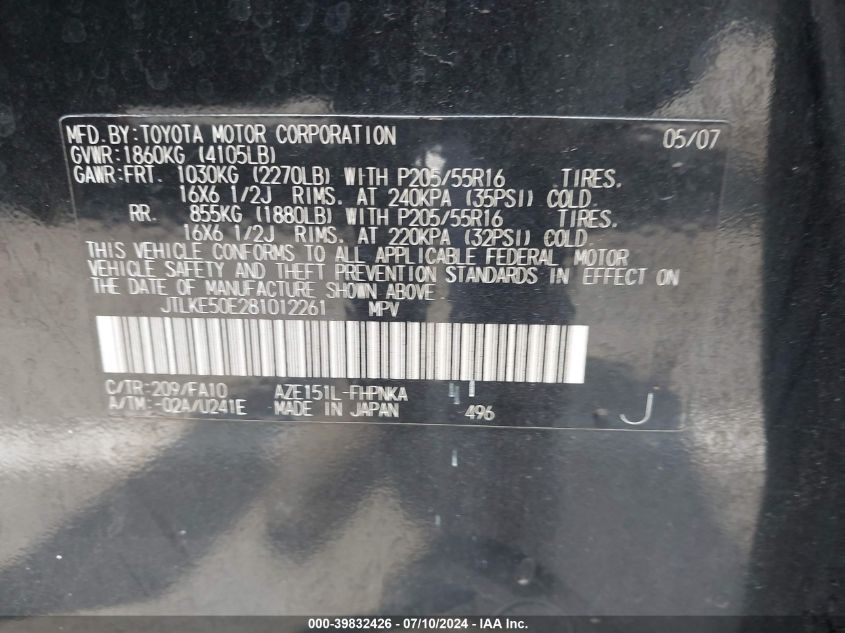 MFD. BY: TOYOTA MOTOR CORPORATION 05/07
GVWR: 1860KG (4105LB)
GAWR: FRT. 1030KG (2270LB) WITH P205/55R16 TIRES.
16X6 1/2J RIMS. AT 240KPA (35PSI) COLD.
RR. 855KG (1880LB) WITH P205/55R16 TIRES.
16X6 1/2J RIMS. AT 220KPA (32PSI) COLD.
THIS VEHICLE CONFORMS TO ALL APPLICABLE FEDERAL MOTOR
VEHICLE SAFETY AND THEFT PREVENTION STANDARDS IN EFFECT ON
THE DATE OF MANUFACTURE SHOWN ABOVE.
JTLKE50E281012261 MPV
C/TR: 209/FA10 AZE151L-FHPNKA
A/TM: -02A/U241E MADE IN JAPAN 496 J
000-39832426 - 07/10/2024 - IAAI Inc.